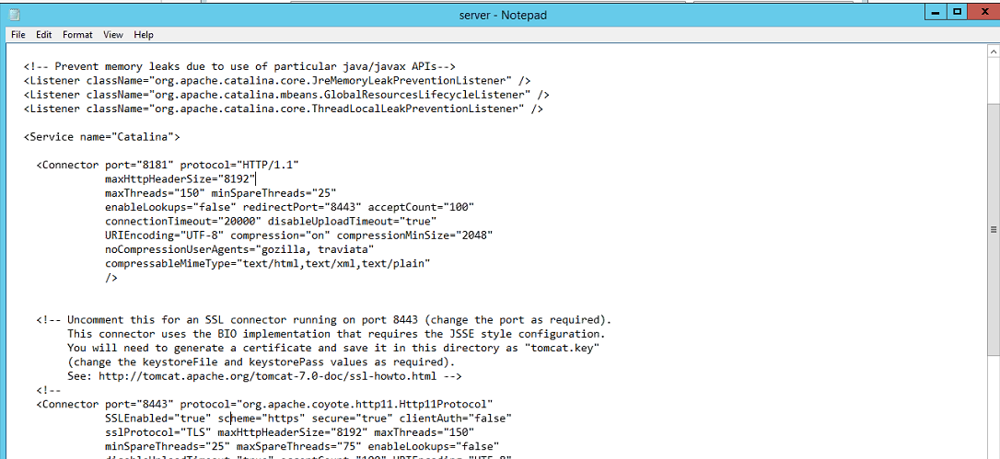 server - Notepad
File Edit Format View Help
<!-- Prevent memory leaks due to use of particular java/javax APIs-->
<Listener className="org.apache.catalina.core.JreMemoryLeakPreventionListener" />
<Listener className="org.apache.catalina.mbeans.GlobalResourcesLifecycleListener" />
<Listener className="org.apache.catalina.core.ThreadLocalLeakPreventionListener" />
<Service name="Catalina">
<Connector port="8181" protocol="HTTP/1.1"
maxHttpHeaderSize="8192"
maxThreads="150" minSpareThreads="25"
enableLookups="false" redirectPort="8443" acceptCount="100"
connectionTimeout="20000" disableUploadTimeout="true"
URIEncoding="UTF-8" compression="on" compressionMinSize="2048"
noCompressionUserAgents="gozilla, traviata"
compressableMimeType="text/html,text/xml,text/plain"
/>
<!-- Uncomment this for an SSL connector running on port 8443 (change the port as required).
This connector uses the BIO implementation that requires the JSSE style configuration.
You will need to generate a certificate and save it in this directory as "tomcat.key"
(change the keystoreFile and keystorePass values as required).
See: http://tomcat.apache.org/tomcat-7.0-doc/ssl-howto.html -->
<!--
<Connector port="8443" protocol="org.apache.coyote.http11.Http11Protocol"
SSLEnabled="true" scheme="https" secure="true" clientAuth="false"
sslProtocol="TLS" maxHttpHeaderSize="8192" maxThreads="150"
minSpareThreads="25" maxSpareThreads="75" enableLookups="false"
disableUploadTimeout="true" acceptCount="100" URIEncoding="UTF-8"